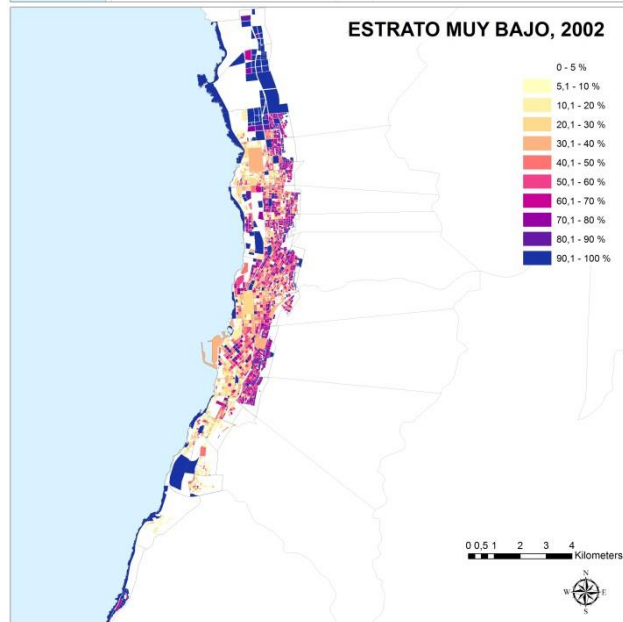 ESTRATO MUY BAJO, 2002
0 - 5 %
5,1 - 10 %
10,1 - 20 %
20,1 - 30 %
30,1 - 40 %
40,1 - 50 %
50,1 - 60 %
60,1 - 70 %
70,1 - 80 %
80,1 - 90 %
90,1 - 100 %
0 0,5 1 2 3 4
Kilometers
N
W E
S